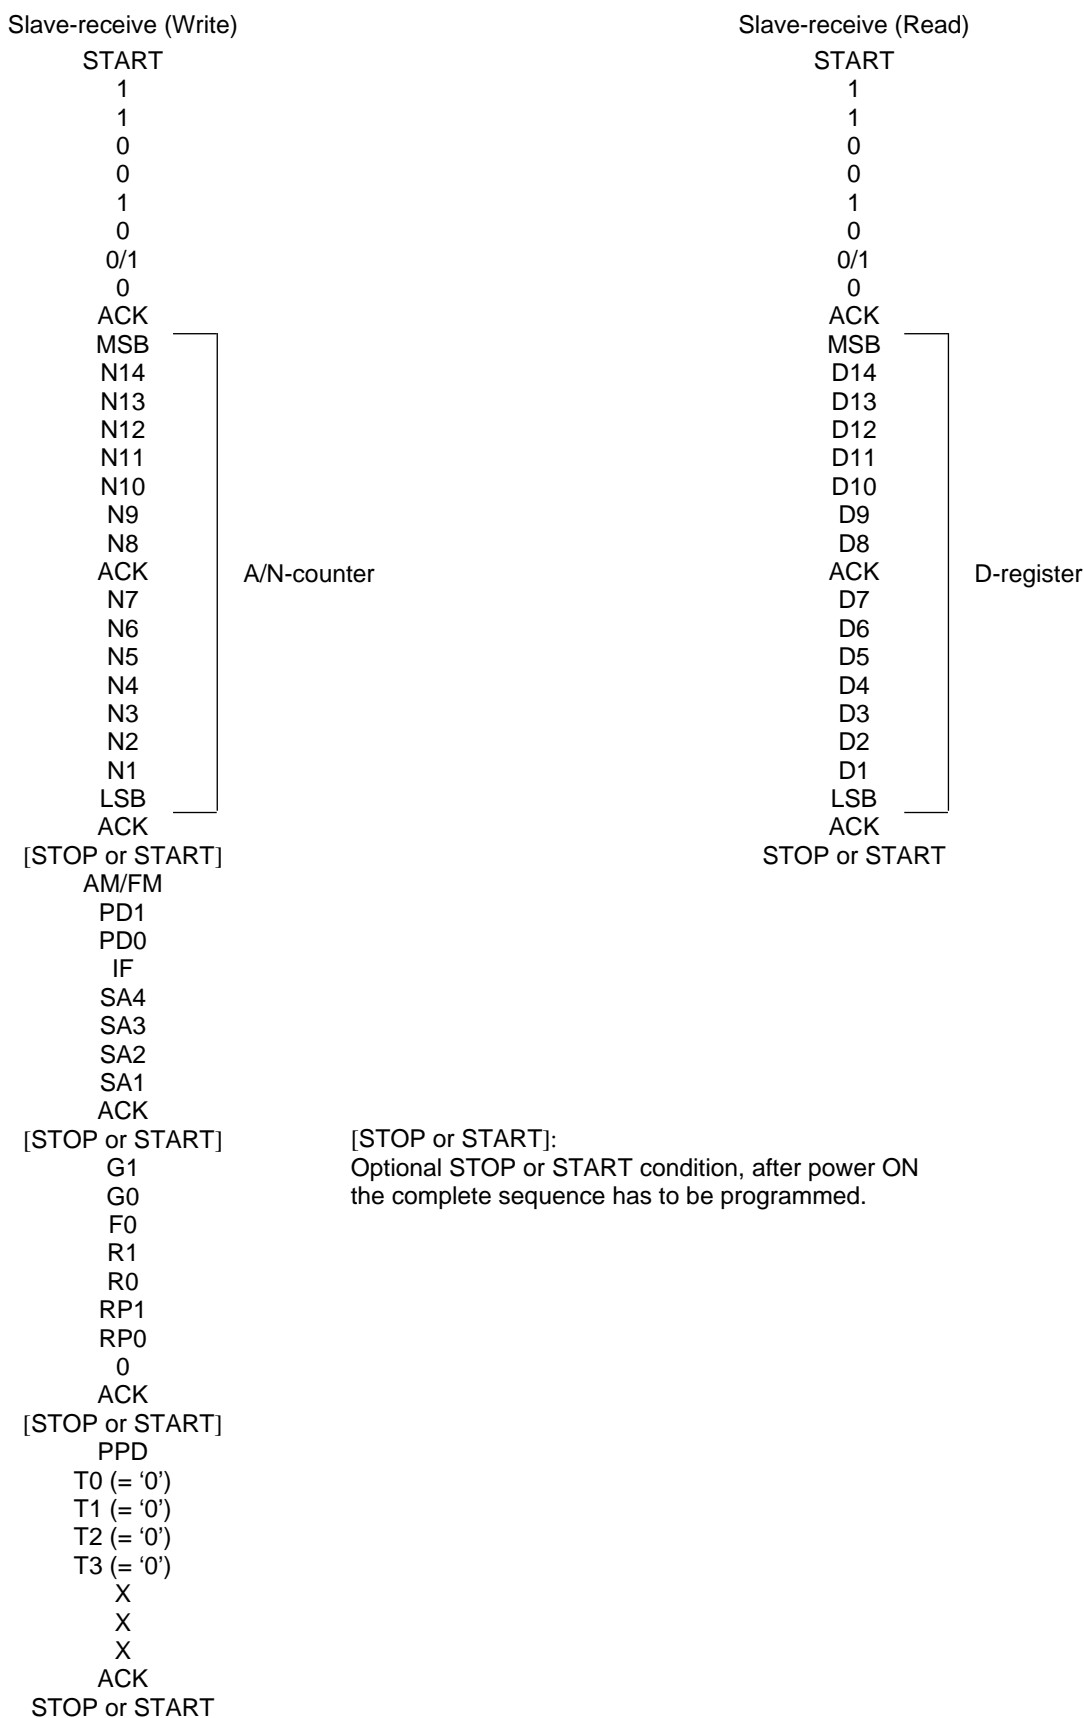 Slave-receive (Write)
START
1
1
0
0
1
0
0/1
0
ACK
MSB
N14
N13
N12
N11
N10
N9
N8
ACK
N7
N6
N5
N4
N3
N2
N1
LSB
ACK
A/N-counter
[STOP or START]
AM/FM
PD1
PD0
IF
SA4
SA3
SA2
SA1
ACK
[STOP or START]
G1
G0
F0
R1
R0
RP1
RP0
0
ACK
[STOP or START]
PPD
T0 (= ‘0’)
T1 (= ‘0’)
T2 (= ‘0’)
T3 (= ‘0’)
X
X
X
ACK
STOP or START
Slave-receive (Read)
START
1
1
0
0
1
0
0/1
0
ACK
MSB
D14
D13
D12
D11
D10
D9
D8
ACK
D7
D6
D5
D4
D3
D2
D1
LSB
ACK
D-register
STOP or START
[STOP or START]:
Optional STOP or START condition, after power ON
the complete sequence has to be programmed.